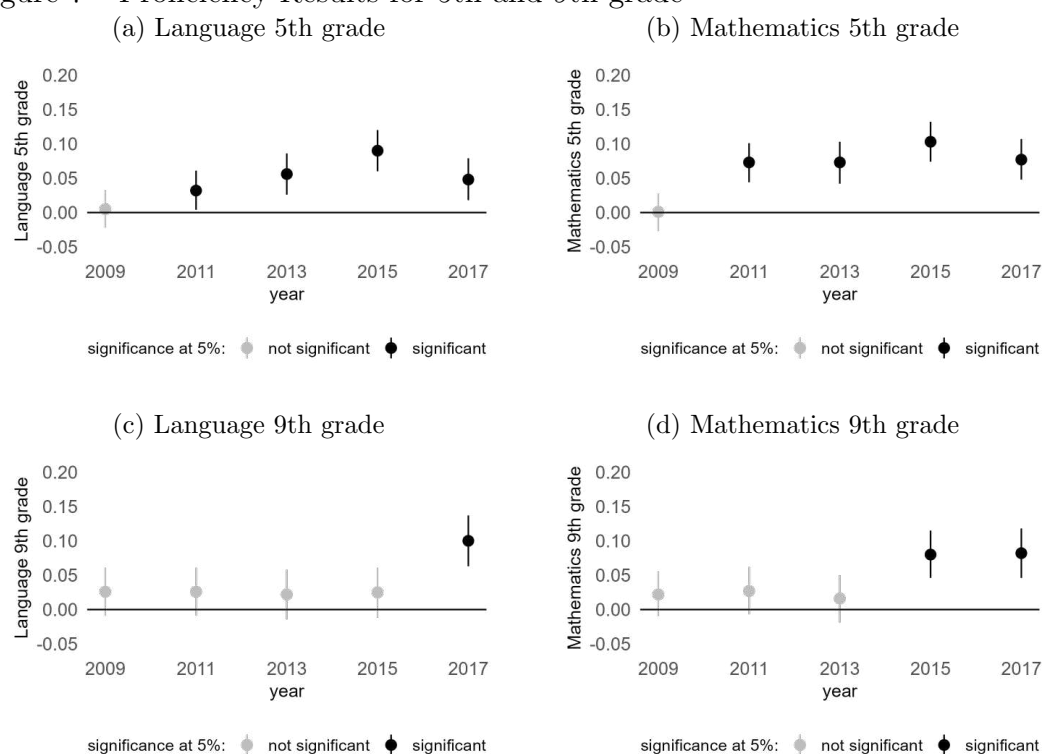 Proficiency Results for 5th and 9th grade
(a) Language 5th grade
Language 5th grade
0.20
0.15
0.10
0.05
0.00
-0.05
2009 2011 2013 2015 2017
year
significance at 5%: not significant significant
(b) Mathematics 5th grade
Mathematics 5th grade
0.20
0.15
0.10
0.05
0.00
-0.05
2009 2011 2013 2015 2017
year
significance at 5%: not significant significant
(c) Language 9th grade
Language 9th grade
0.20
0.15
0.10
0.05
0.00
-0.05
2009 2011 2013 2015 2017
year
significance at 5%: not significant significant
(d) Mathematics 9th grade
Mathematics 9th grade
0.20
0.15
0.10
0.05
0.00
-0.05
2009 2011 2013 2015 2017
year
significance at 5%: not significant significant